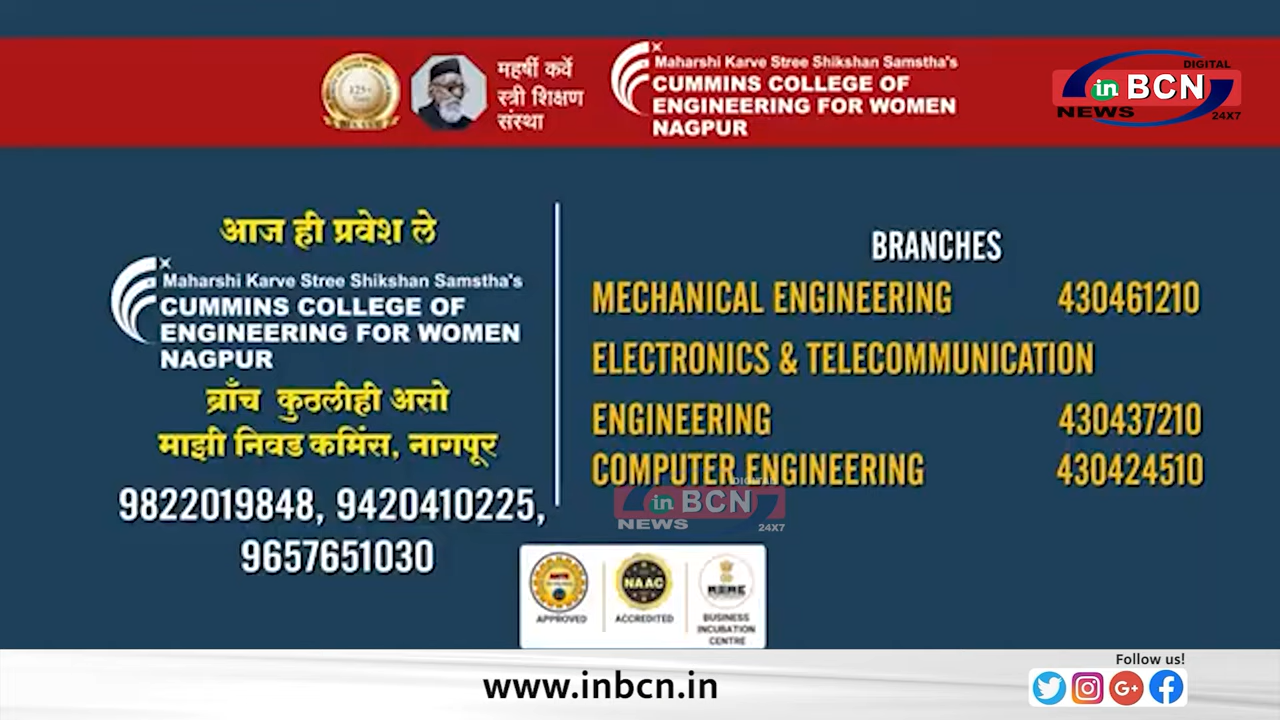 125+
महर्षी कर्वे
स्त्री शिक्षण
संस्था
Maharshi Karve Stree Shikshan Samstha's
CUMMINS COLLEGE OF
ENGINEERING FOR WOMEN
NAGPUR
DIGITAL
in BCN
NEWS
24X7
आज ही प्रवेश ले
Maharshi Karve Stree Shikshan Samstha's
CUMMINS COLLEGE OF
ENGINEERING FOR WOMEN
NAGPUR
ब्राँच कुठलीही असो
माझी निवड कमिंस, नागपूर
9822019848, 9420410225,
9657651030
BRANCHES
MECHANICAL ENGINEERING 430461210
ELECTRONICS & TELECOMMUNICATION
ENGINEERING 430437210
COMPUTER ENGINEERING 430424510
DIGITAL
in BCN
NEWS
24X7
APPROVED
NAAC
ACCREDITED
BUSINESS
INCUBATION
CENTRE
Follow us!
www.inbcn.in